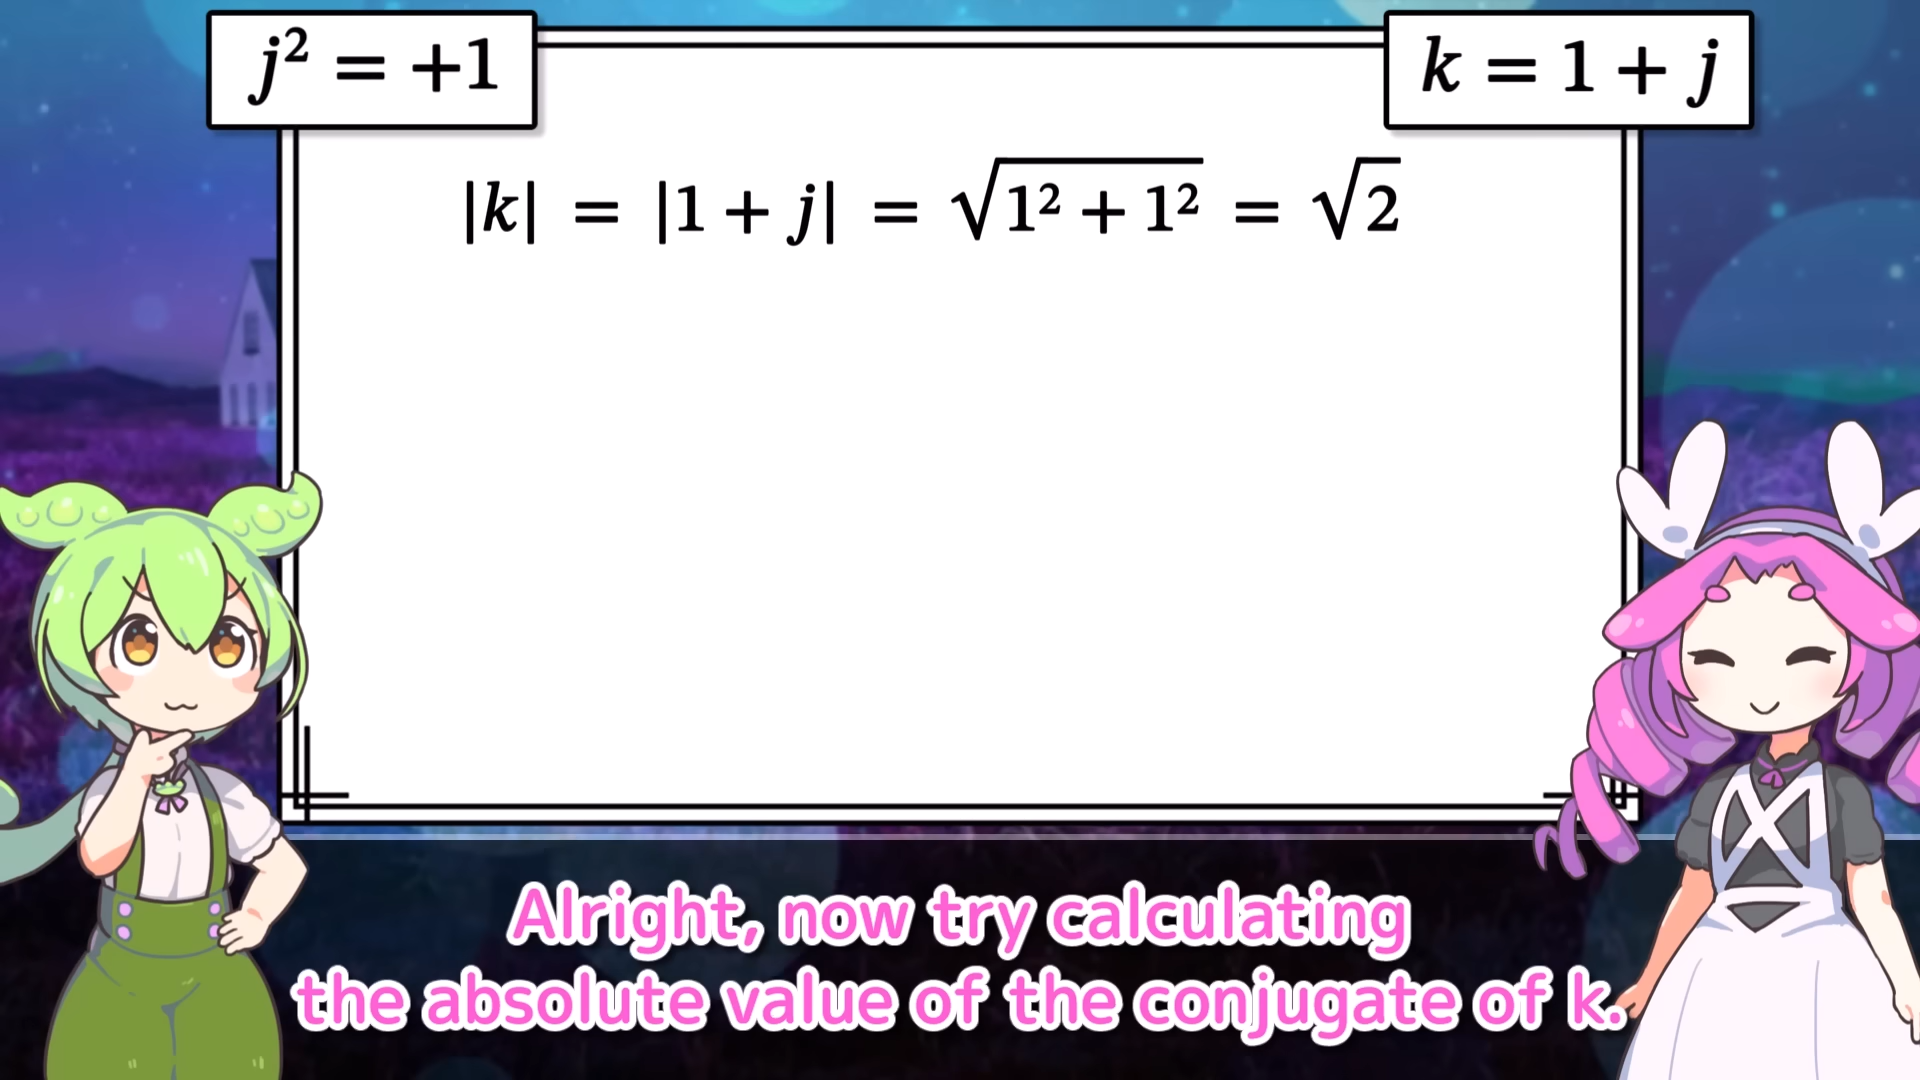 j² = +1
k = 1 + j
|k| = |1 + j| = √(1² + 1²) = √2
Alright, now try calculating
the absolute value of the conjugate of k.